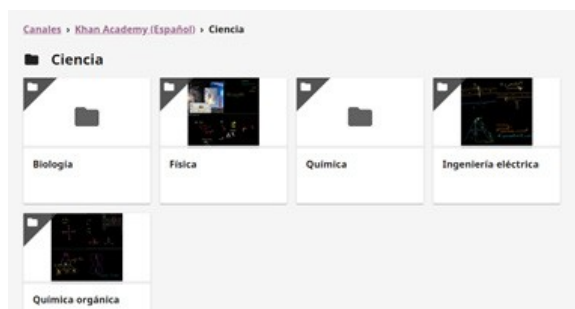 Canales › Khan Academy (Español) › Ciencia
Ciencia
Biología
Física
Química
Ingeniería eléctrica
Química orgánica